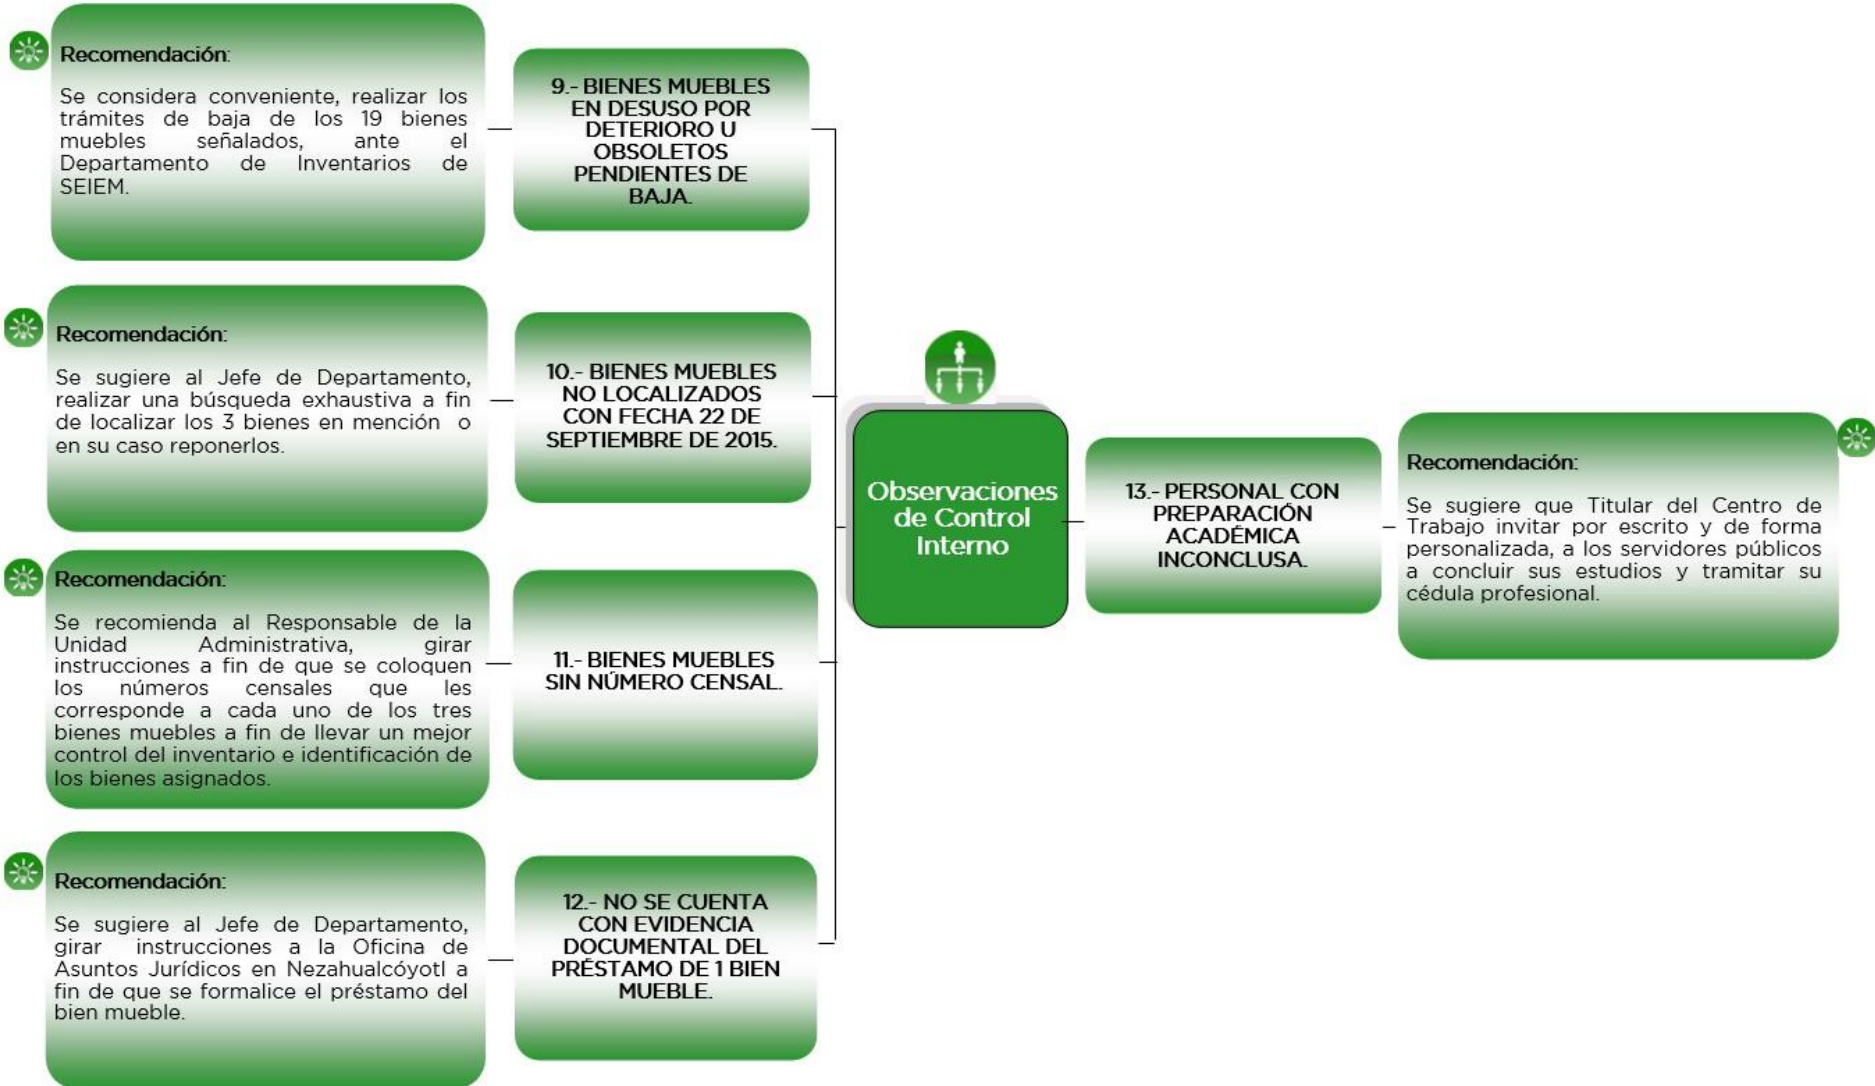 Recomendación:
Se considera conveniente, realizar los
trámites de baja de los 19 bienes
muebles señalados, ante el
Departamento de Inventarios de
SEIEM.
9.- BIENES MUEBLES
EN DESUSO POR
DETERIORO U
OBSOLETOS
PENDIENTES DE
BAJA.
Recomendación:
Se sugiere al Jefe de Departamento,
realizar una búsqueda exhaustiva a fin
de localizar los 3 bienes en mención o
en su caso reponerlos.
10.- BIENES MUEBLES
NO LOCALIZADOS
CON FECHA 22 DE
SEPTIEMBRE DE 2015.
Recomendación:
Se recomienda al Responsable de la
Unidad Administrativa, girar
instrucciones a fin de que se coloquen
los números censales que les
corresponde a cada uno de los tres
bienes muebles a fin de llevar un mejor
control del inventario e identificación de
los bienes asignados.
11.- BIENES MUEBLES
SIN NÚMERO CENSAL.
Recomendación:
Se sugiere al Jefe de Departamento,
girar instrucciones a la Oficina de
Asuntos Jurídicos en Nezahualcóyotl a
fin de que se formalice el préstamo del
bien mueble.
12.- NO SE CUENTA
CON EVIDENCIA
DOCUMENTAL DEL
PRÉSTAMO DE 1 BIEN
MUEBLE.
Observaciones
de Control
Interno
13.- PERSONAL CON
PREPARACIÓN
ACADÉMICA
INCONCLUSA.
Recomendación:
Se sugiere que Titular del Centro de
Trabajo invitar por escrito y de forma
personalizada, a los servidores públicos
a concluir sus estudios y tramitar su
cédula profesional.